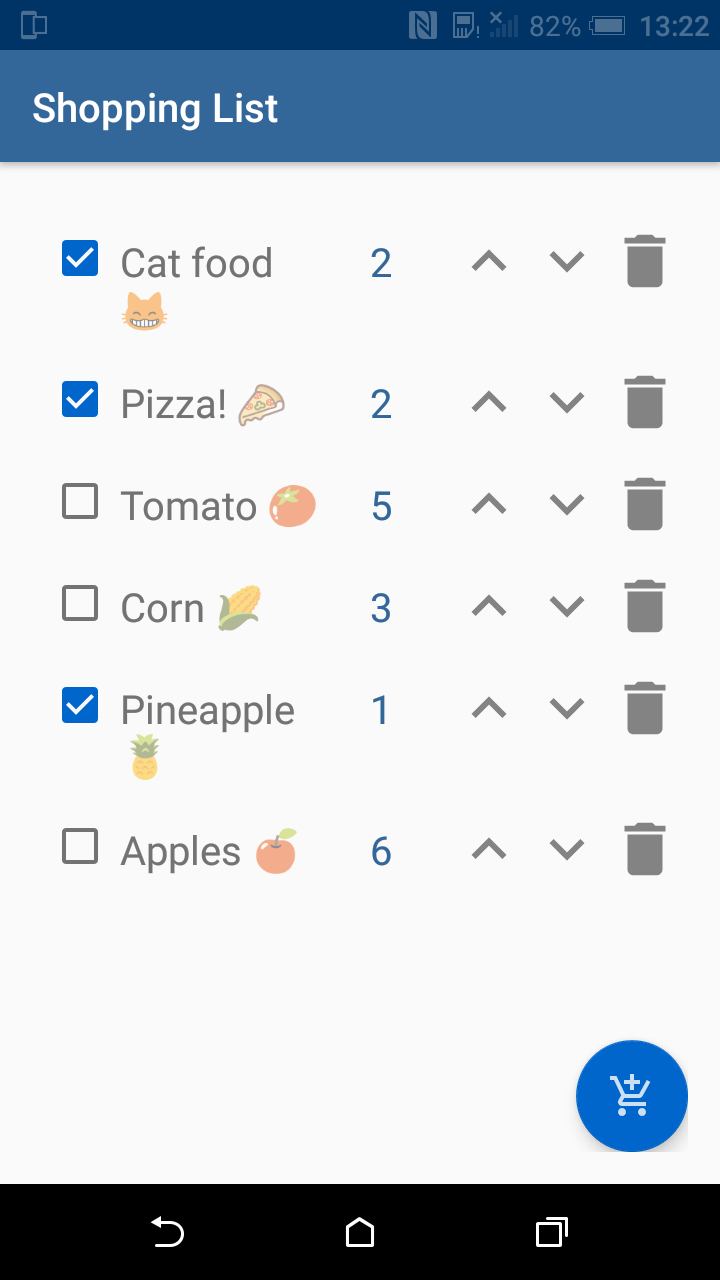 82% 13:22
Shopping List
Cat food 2
😸
Pizza! 🍕 2
Tomato 🍅 5
Corn 🌽 3
Pineapple 1
🍍
Apples 🍎 6